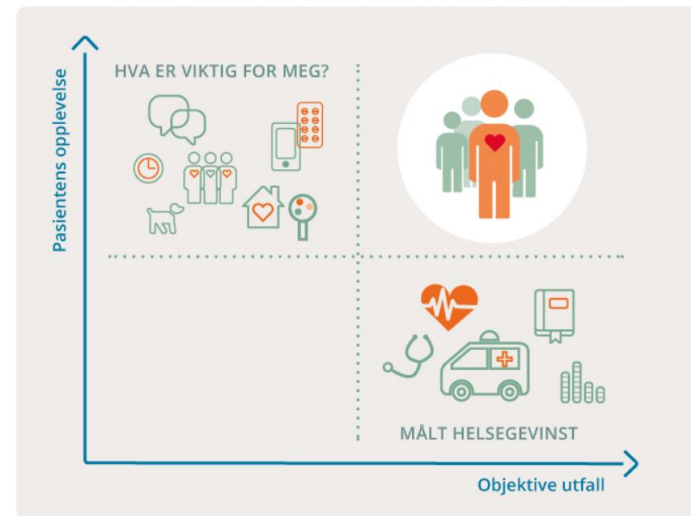 HVA ER VIKTIG FOR MEG?
Pasientens opplevelse
MÅLT HELSEGEVINST
Objektive utfall